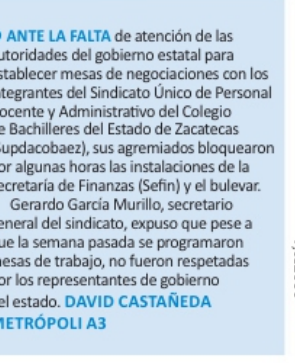 ANTE LA FALTA de atención de las
utoridades del gobierno estatal para
stablecer mesas de negociaciones con los
ntegrantes del Sindicato Único de Personal
ocente y Administrativo del Colegio
e Bachilleres del Estado de Zacatecas
Supdacobaez), sus agremiados bloquearon
or algunas horas las instalaciones de la
ecretaría de Finanzas (Sefin) y el bulevar.
Gerardo García Murillo, secretario
eneral del sindicato, expuso que pese a
ue la semana pasada se programaron
nesas de trabajo, no fueron respetadas
or los representantes de gobierno
el estado. DAVID CASTAÑEDA
METRÓPOLI A3